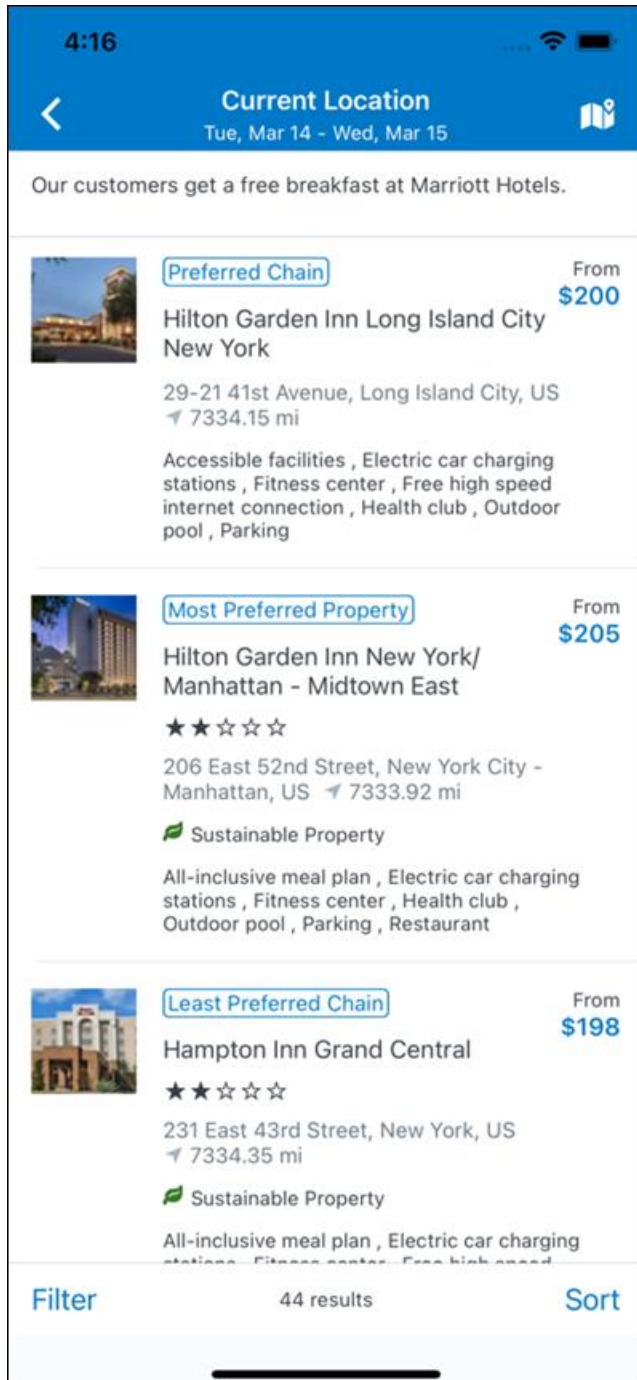 4:16
Current Location
Tue, Mar 14 - Wed, Mar 15
Our customers get a free breakfast at Marriott Hotels.
Preferred Chain
From
$200
Hilton Garden Inn Long Island City
New York
29-21 41st Avenue, Long Island City, US
7334.15 mi
Accessible facilities , Electric car charging
stations , Fitness center , Free high speed
internet connection , Health club , Outdoor
pool , Parking
Most Preferred Property
From
$205
Hilton Garden Inn New York/
Manhattan - Midtown East
206 East 52nd Street, New York City -
Manhattan, US 7333.92 mi
Sustainable Property
All-inclusive meal plan , Electric car charging
stations , Fitness center , Health club ,
Outdoor pool , Parking , Restaurant
Least Preferred Chain
From
$198
Hampton Inn Grand Central
231 East 43rd Street, New York, US
7334.35 mi
Sustainable Property
All-inclusive meal plan , Electric car charging
stations , Fitness center , Free high speed
Filter
44 results
Sort